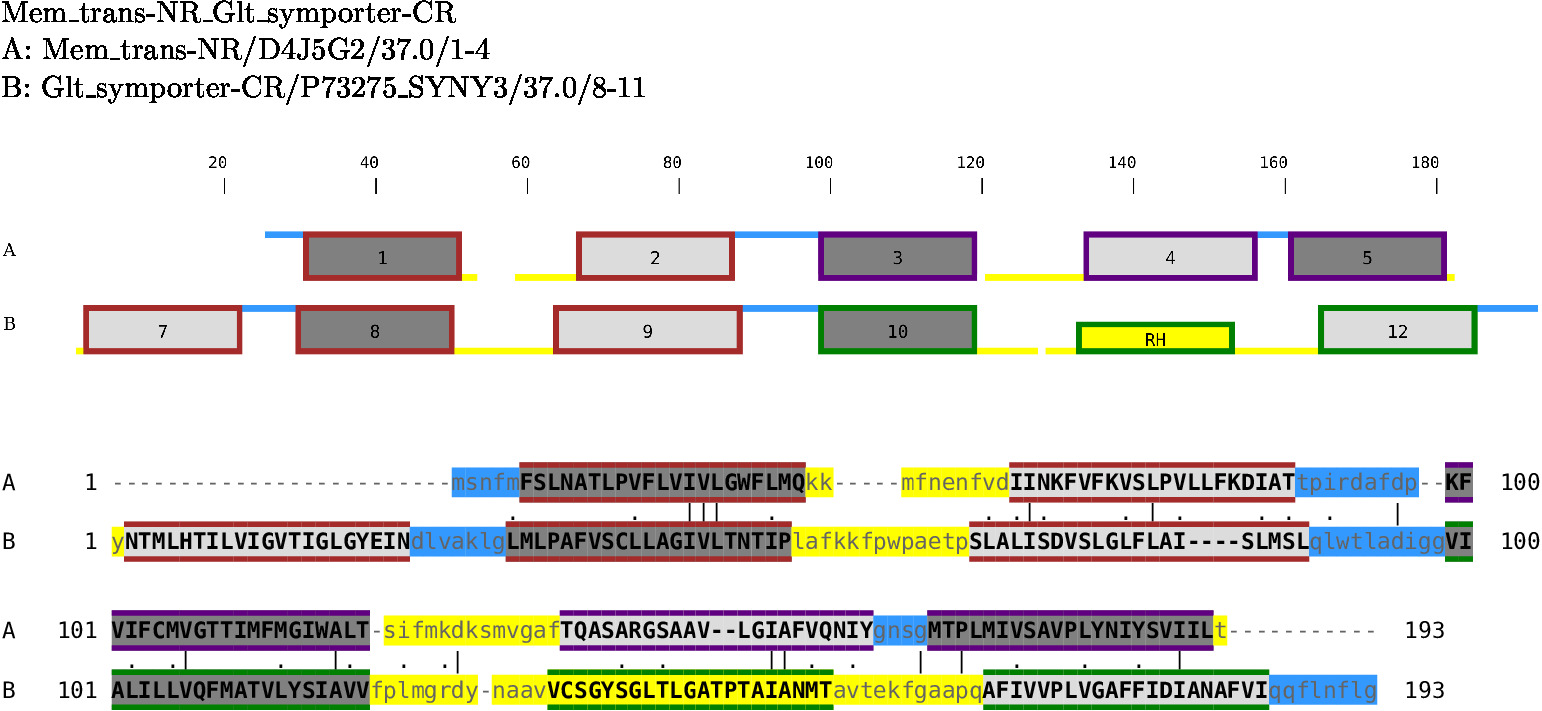 Mem_trans-NR_Glt_symporter-CR
A: Mem_trans-NR/D4J5G2/37.0/1-4
B: Glt_symporter-CR/P73275_SYNY3/37.0/8-11
20 40 60 80 100 120 140 160 180
A 1 2 3 4 5
B 7 8 9 10 RH 12
A 1 -------------------------msnfmFSLNATLPVFLVIVLGWFLMQkk-----mfnenfvdIINKFVFKVSLPVLLFKDIATtpirdafdp--KF 100
B 1 yNTMLHTILVIGVTIGLGYEINdlvaklgLMLPAFVSCLLAGIVLTNTIPlafkkfpwpaetpSLALISDVSLGLFLAI----SLMSLqlwtladiggVI 100
A 101 VIFCMVGTTIMFMGIWALT-sifmkdksmvgafTQASARGSAAV--LGIAFVQNIYgnsgMTPLMIVSAVPLYNIYSVIILt----------- 193
B 101 ALILLVQFMATVLYSIAVVfplmgrdy-naavVCSGYSGLTLGATPTAIANMTavtekfgaapqAFIVVPLVGAFFIDIANAFVIqqflnflg 193